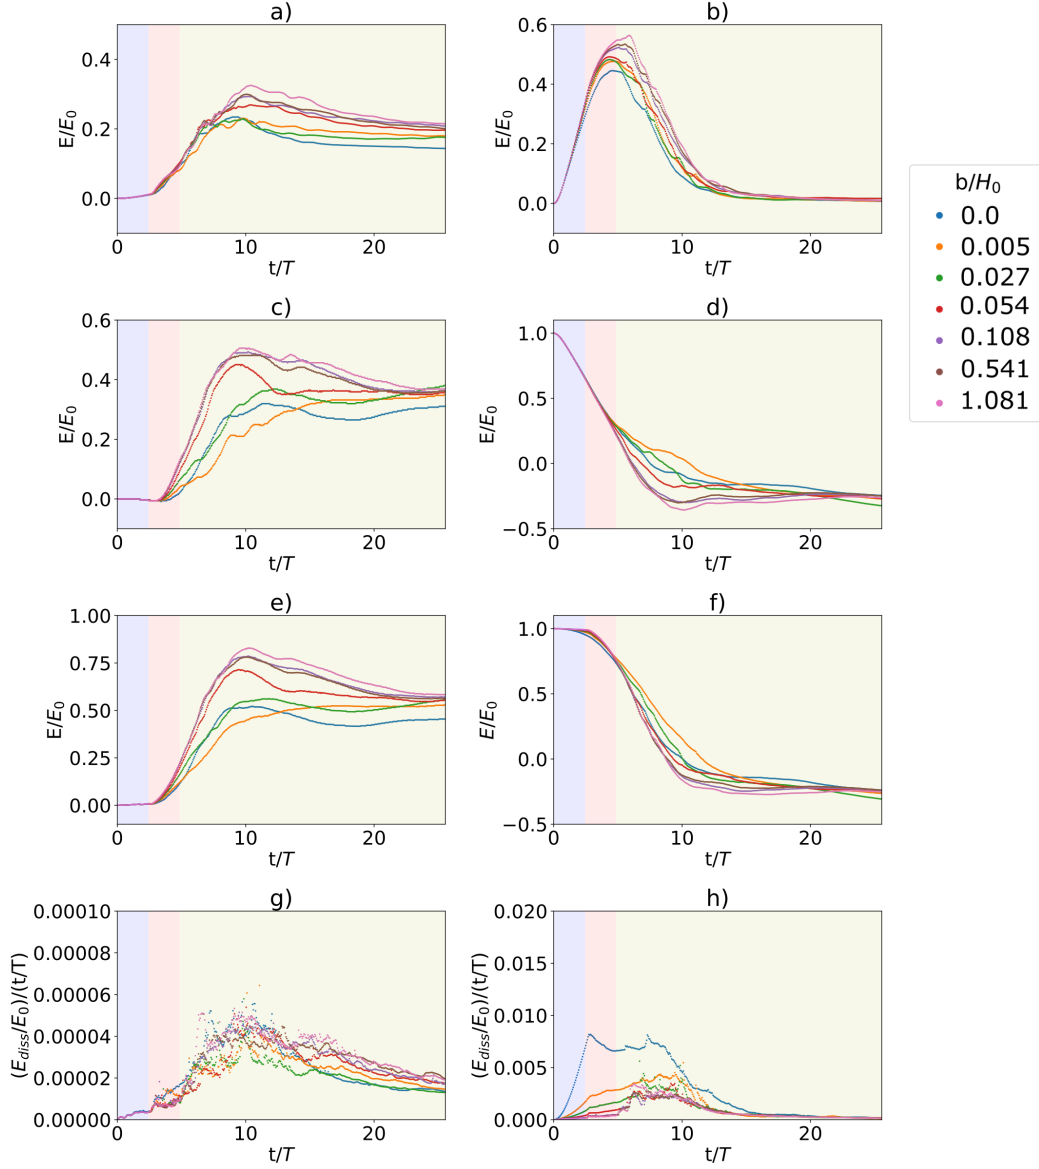 a)
E/E0
0.4
0.2
0.0
0 10 20
t/T
b)
E/E0
0.6
0.4
0.2
0.0
0 10 20
t/T
b/H0
0.0
0.005
0.027
0.054
0.108
0.541
1.081
c)
E/E0
0.6
0.4
0.2
0.0
0 10 20
t/T
d)
E/E0
1.0
0.5
0.0
−0.5
0 10 20
t/T
e)
E/E0
1.00
0.75
0.50
0.25
0.00
0 10 20
t/T
f)
E/E0
1.0
0.5
0.0
−0.5
0 10 20
t/T
g)
(Ediss/E0)/(t/T)
0.00010
0.00008
0.00006
0.00004
0.00002
0.00000
0 10 20
t/T
h)
(Ediss/E0)/(t/T)
0.020
0.015
0.010
0.005
0.000
0 10 20
t/T